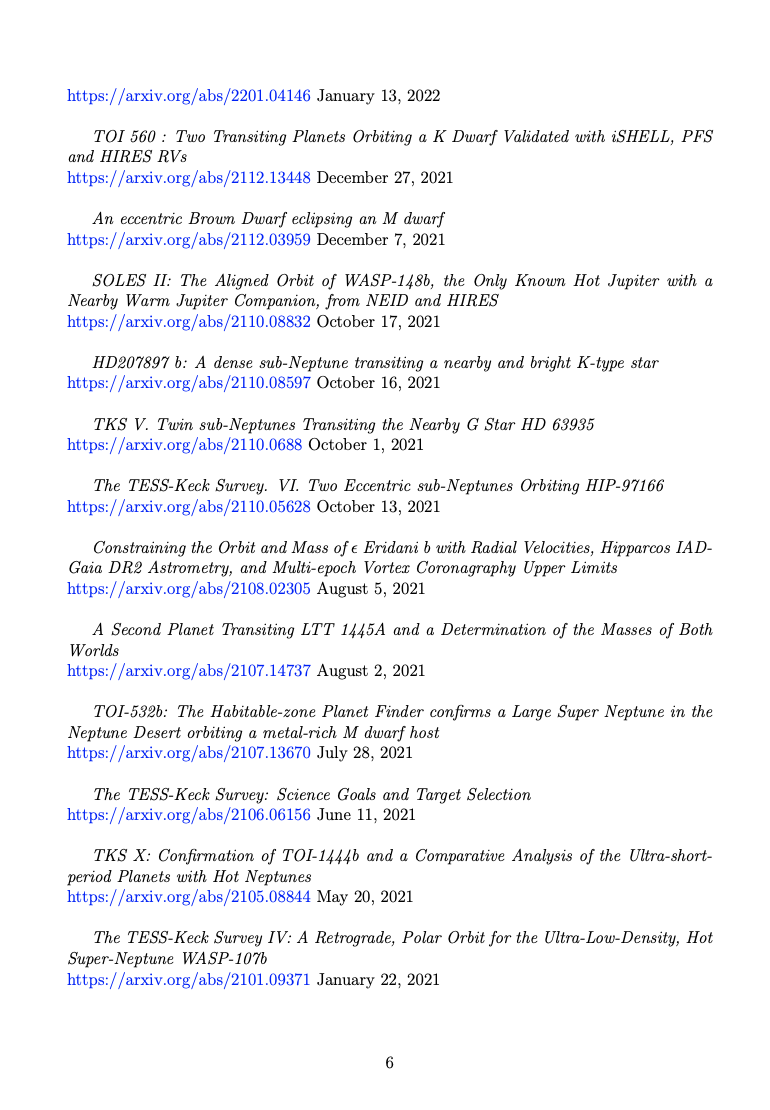 https://arxiv.org/abs/2201.04146 January 13, 2022
TOI 560 : Two Transiting Planets Orbiting a K Dwarf Validated with iSHELL, PFS
and HIRES RVs
https://arxiv.org/abs/2112.13448 December 27, 2021
An eccentric Brown Dwarf eclipsing an M dwarf
https://arxiv.org/abs/2112.03959 December 7, 2021
SOLES II: The Aligned Orbit of WASP-148b, the Only Known Hot Jupiter with a
Nearby Warm Jupiter Companion, from NEID and HIRES
https://arxiv.org/abs/2110.08832 October 17, 2021
HD207897 b: A dense sub-Neptune transiting a nearby and bright K-type star
https://arxiv.org/abs/2110.08597 October 16, 2021
TKS V. Twin sub-Neptunes Transiting the Nearby G Star HD 63935
https://arxiv.org/abs/2110.0688 October 1, 2021
The TESS-Keck Survey. VI. Two Eccentric sub-Neptunes Orbiting HIP-97166
https://arxiv.org/abs/2110.05628 October 13, 2021
Constraining the Orbit and Mass of ϵ Eridani b with Radial Velocities, Hipparcos IAD-
Gaia DR2 Astrometry, and Multi-epoch Vortex Coronagraphy Upper Limits
https://arxiv.org/abs/2108.02305 August 5, 2021
A Second Planet Transiting LTT 1445A and a Determination of the Masses of Both
Worlds
https://arxiv.org/abs/2107.14737 August 2, 2021
TOI-532b: The Habitable-zone Planet Finder confirms a Large Super Neptune in the
Neptune Desert orbiting a metal-rich M dwarf host
https://arxiv.org/abs/2107.13670 July 28, 2021
The TESS-Keck Survey: Science Goals and Target Selection
https://arxiv.org/abs/2106.06156 June 11, 2021
TKS X: Confirmation of TOI-1444b and a Comparative Analysis of the Ultra-short-
period Planets with Hot Neptunes
https://arxiv.org/abs/2105.08844 May 20, 2021
The TESS-Keck Survey IV: A Retrograde, Polar Orbit for the Ultra-Low-Density, Hot
Super-Neptune WASP-107b
https://arxiv.org/abs/2101.09371 January 22, 2021
6